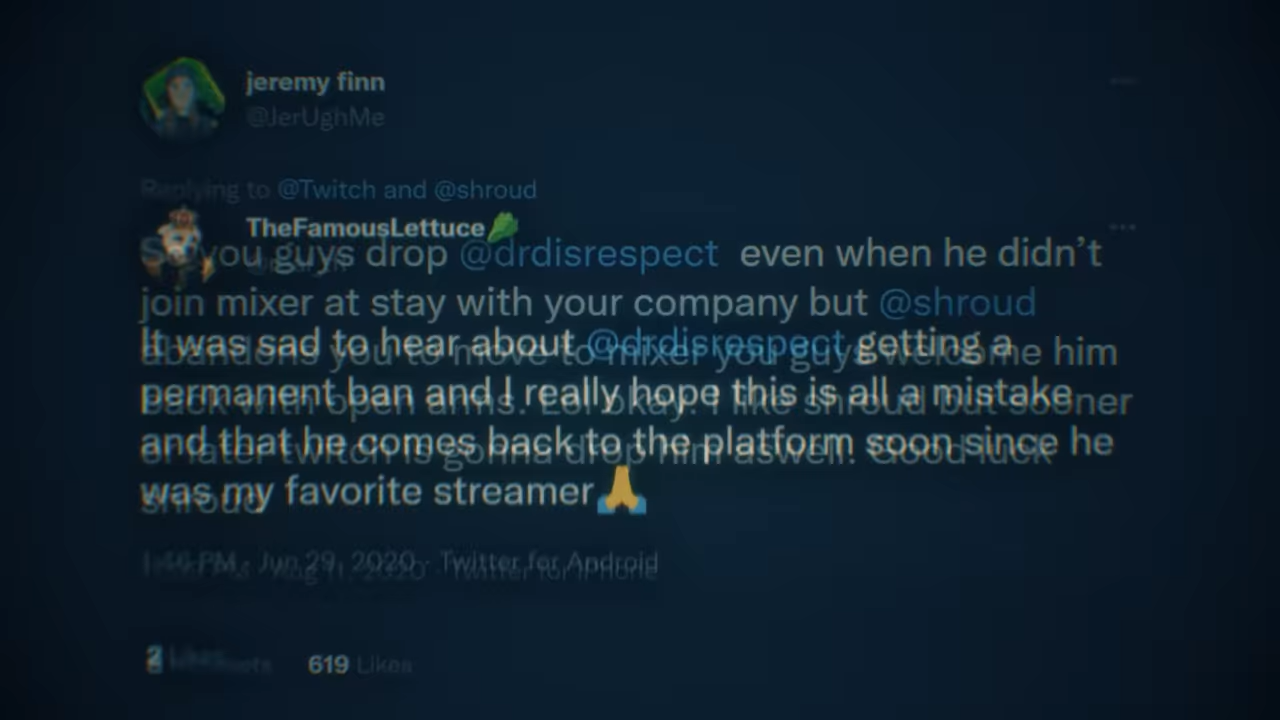 jeremy finn
@JerUghMe
Replying to @Twitch and @shroud
TheFamousLettuce🥬
So you guys drop @drdisrespect even when he didn't
join mixer at stay with your company but @shroud
It was sad to hear about @drdisrespect getting a
abandons you to move to mixer you guys welcome him
permanent ban and I really hope this is all a mistake
back with open arms. Lol okay. I like shroud but sooner
and that he comes back to the platform soon since he
or later twitch is gonna drop him aswell. Good luck
was my favorite streamer🙏
shroud
1:46 PM · Jun 29, 2020 · Twitter for Android
Aug 11, 2020 · Twitter for iPhone
2 Likes
619 Likes